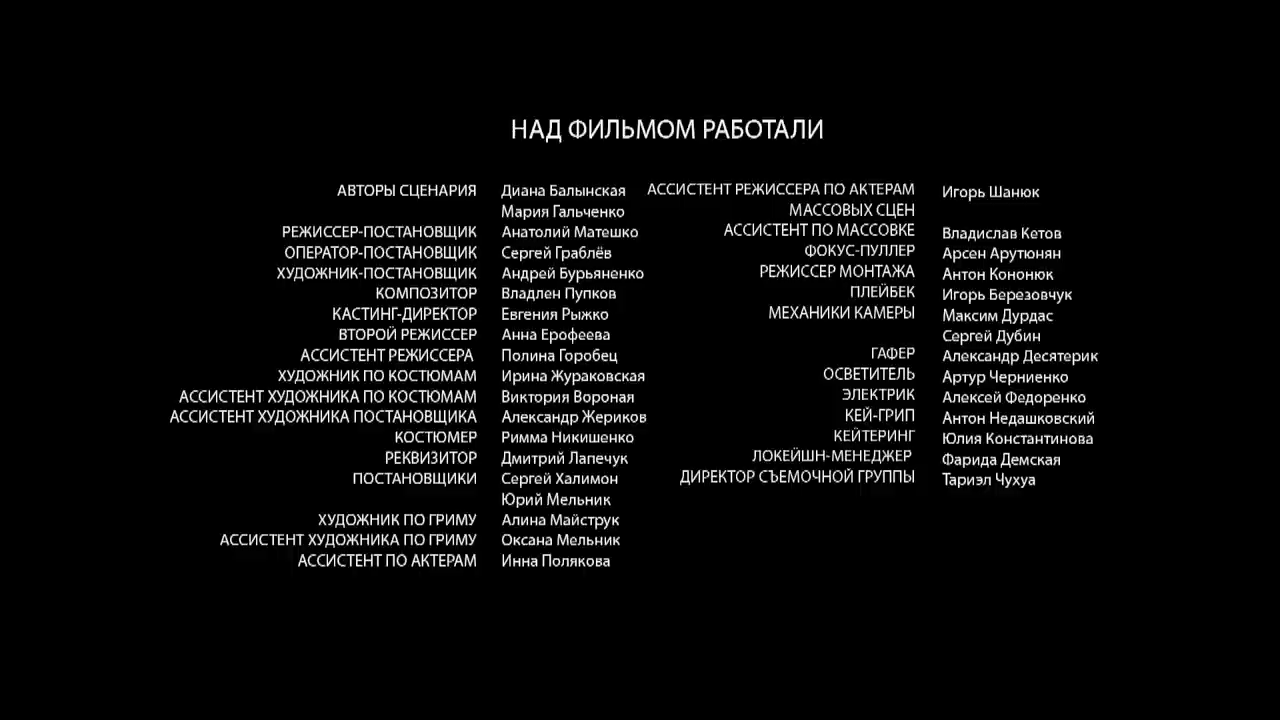 НАД ФИЛЬМОМ РАБОТАЛИ
АВТОРЫ СЦЕНАРИЯ Диана Балынская
Мария Гальченко
РЕЖИССЕР-ПОСТАНОВЩИК Анатолий Матешко
ОПЕРАТОР-ПОСТАНОВЩИК Сергей Граблёв
ХУДОЖНИК-ПОСТАНОВЩИК Андрей Бурьяненко
КОМПОЗИТОР Владлен Пупков
КАСТИНГ-ДИРЕКТОР Евгения Рыжко
ВТОРОЙ РЕЖИССЕР Анна Ерофеева
АССИСТЕНТ РЕЖИССЕРА Полина Горобец
ХУДОЖНИК ПО КОСТЮМАМ Ирина Жураковская
АССИСТЕНТ ХУДОЖНИКА ПО КОСТЮМАМ Виктория Вороная
АССИСТЕНТ ХУДОЖНИКА ПОСТАНОВЩИКА Александр Жериков
КОСТЮМЕР Римма Никишенко
РЕКВИЗИТОР Дмитрий Лапечук
ПОСТАНОВЩИКИ Сергей Халимон
Юрий Мельник
ХУДОЖНИК ПО ГРИМУ Алина Майструк
АССИСТЕНТ ХУДОЖНИКА ПО ГРИМУ Оксана Мельник
АССИСТЕНТ ПО АКТЕРАМ Инна Полякова
АССИСТЕНТ РЕЖИССЕРА ПО АКТЕРАМ Игорь Шанюк
МАССОВЫХ СЦЕН
АССИСТЕНТ ПО МАССОВКЕ Владислав Кетов
ФОКУС-ПУЛЛЕР Арсен Арутюнян
РЕЖИССЕР МОНТАЖА Антон Кононюк
ПЛЕЙБЕК Игорь Березовчук
МЕХАНИКИ КАМЕРЫ Максим Дурдас
Сергей Дубин
ГАФЕР Александр Десятерик
ОСВЕТИТЕЛЬ Артур Черниенко
ЭЛЕКТРИК Алексей Федоренко
КЕЙ-ГРИП Антон Недашковский
КЕЙТЕРИНГ Юлия Константинова
ЛОКЕЙШН-МЕНЕДЖЕР Фарида Демская
ДИРЕКТОР СЪЕМОЧНОЙ ГРУППЫ Тариэл Чухуа